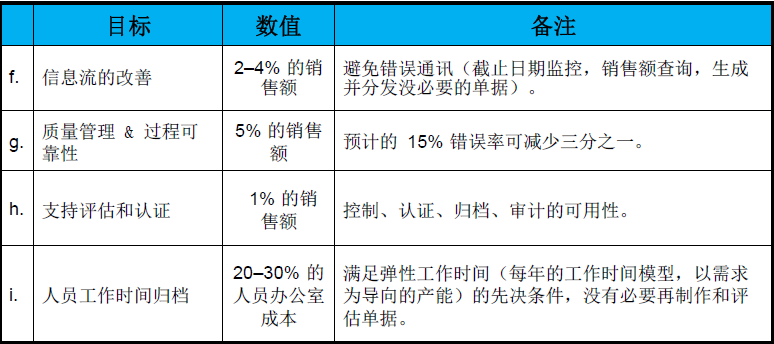 目标 数值 备注
f. 信息流的改善 2–4% 的销
售额 避免错误通讯（截止日期监控，销售额查询，生成
并分发没必要的单据）。
g. 质量管理 & 过程可
靠性 5% 的销售
额 预计的 15% 错误率可减少三分之一。
h. 支持评估和认证 1% 的销
售额 控制、认证、归档、审计的可用性。
i. 人员工作时间归档 20–30% 的
人员办公室
成本 满足弹性工作时间（每年的工作时间模型，以需求
为导向的产能）的先决条件，没有必要再制作和评
估单据。